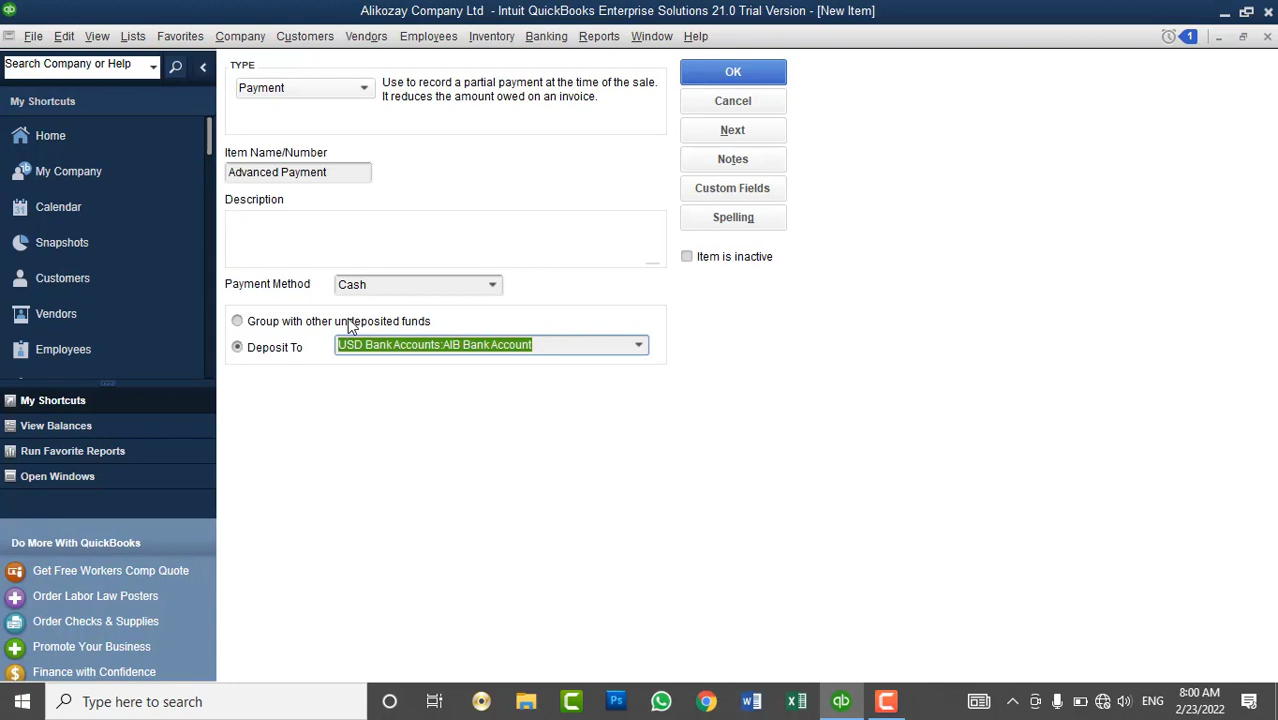 Alikozay Company Ltd - Intuit QuickBooks Enterprise Solutions 21.0 Trial Version - [New Item]
File Edit View Lists Favorites Company Customers Vendors Employees Inventory Banking Reports Window Help
1
Search Company or Help
My Shortcuts
Home
My Company
Calendar
Snapshots
Customers
Vendors
Employees
My Shortcuts
View Balances
Run Favorite Reports
Open Windows
Do More With QuickBooks
Get Free Workers Comp Quote
Order Labor Law Posters
Order Checks & Supplies
Promote Your Business
Finance with Confidence
TYPE
Payment
Use to record a partial payment at the time of the sale.
It reduces the amount owed on an invoice.
Item Name/Number
Advanced Payment
Description
Payment Method Cash
Group with other undeposited funds
Deposit To USD Bank Accounts:AIB Bank Account
OK
Cancel
Next
Notes
Custom Fields
Spelling
Item is inactive
Type here to search
ENG
8:00 AM
2/23/2022